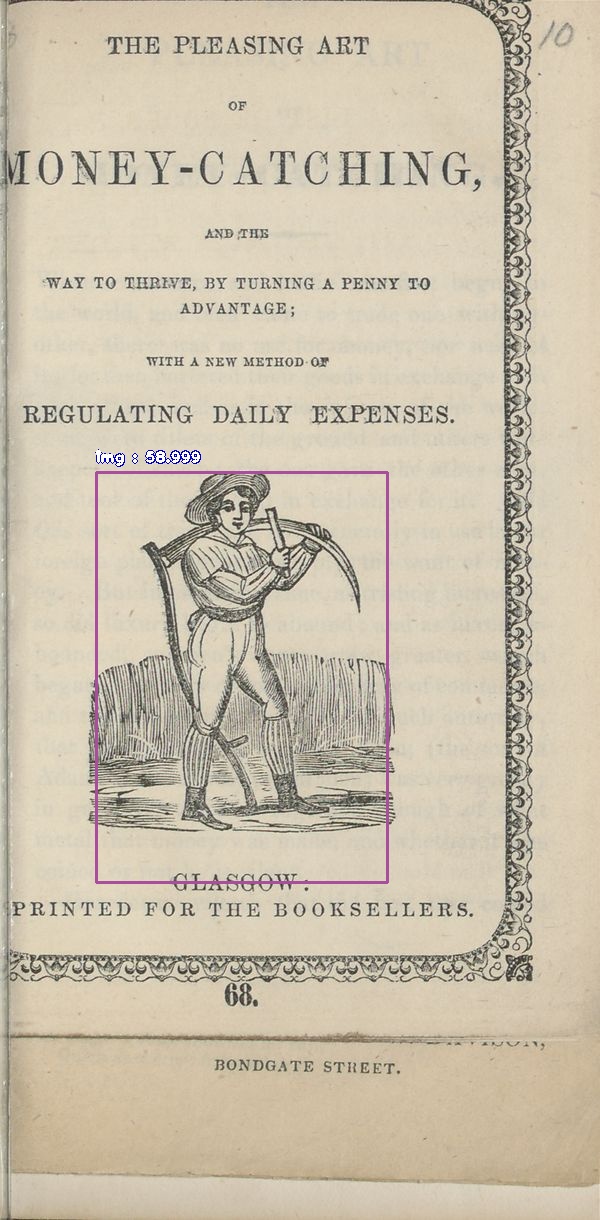 10
THE PLEASING ART
OF
MONEY-CATCHING,
AND THE
WAY TO THRIVE, BY TURNING A PENNY TO
ADVANTAGE;
WITH A NEW METHOD OF
REGULATING DAILY EXPENSES.
img : 58.999
GLASGOW:
PRINTED FOR THE BOOKSELLERS.
68.
BONDGATE STREET.